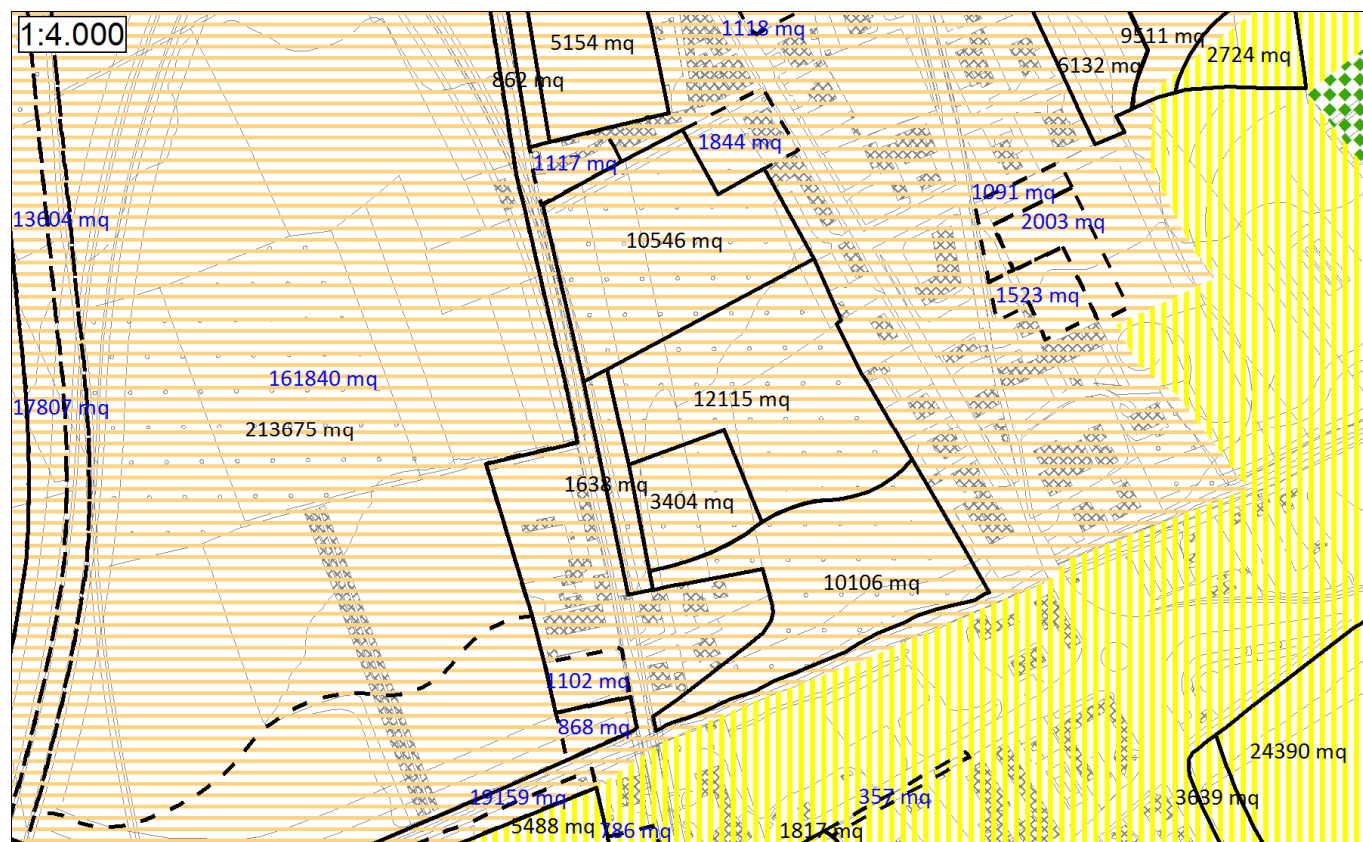 1:4.000
5154 mq
1118 mq
9511 mq
2724 mq
6132 mq
862 mq
1844 mq
1117 mq
1091 mq
13604 mq
2003 mq
10546 mq
1523 mq
161840 mq
12115 mq
17807 mq
213675 mq
1638 mq
3404 mq
10106 mq
1102 mq
868 mq
24390 mq
19159 mq
357 mq
3639 mq
5488 mq
786 mq
1817 mq